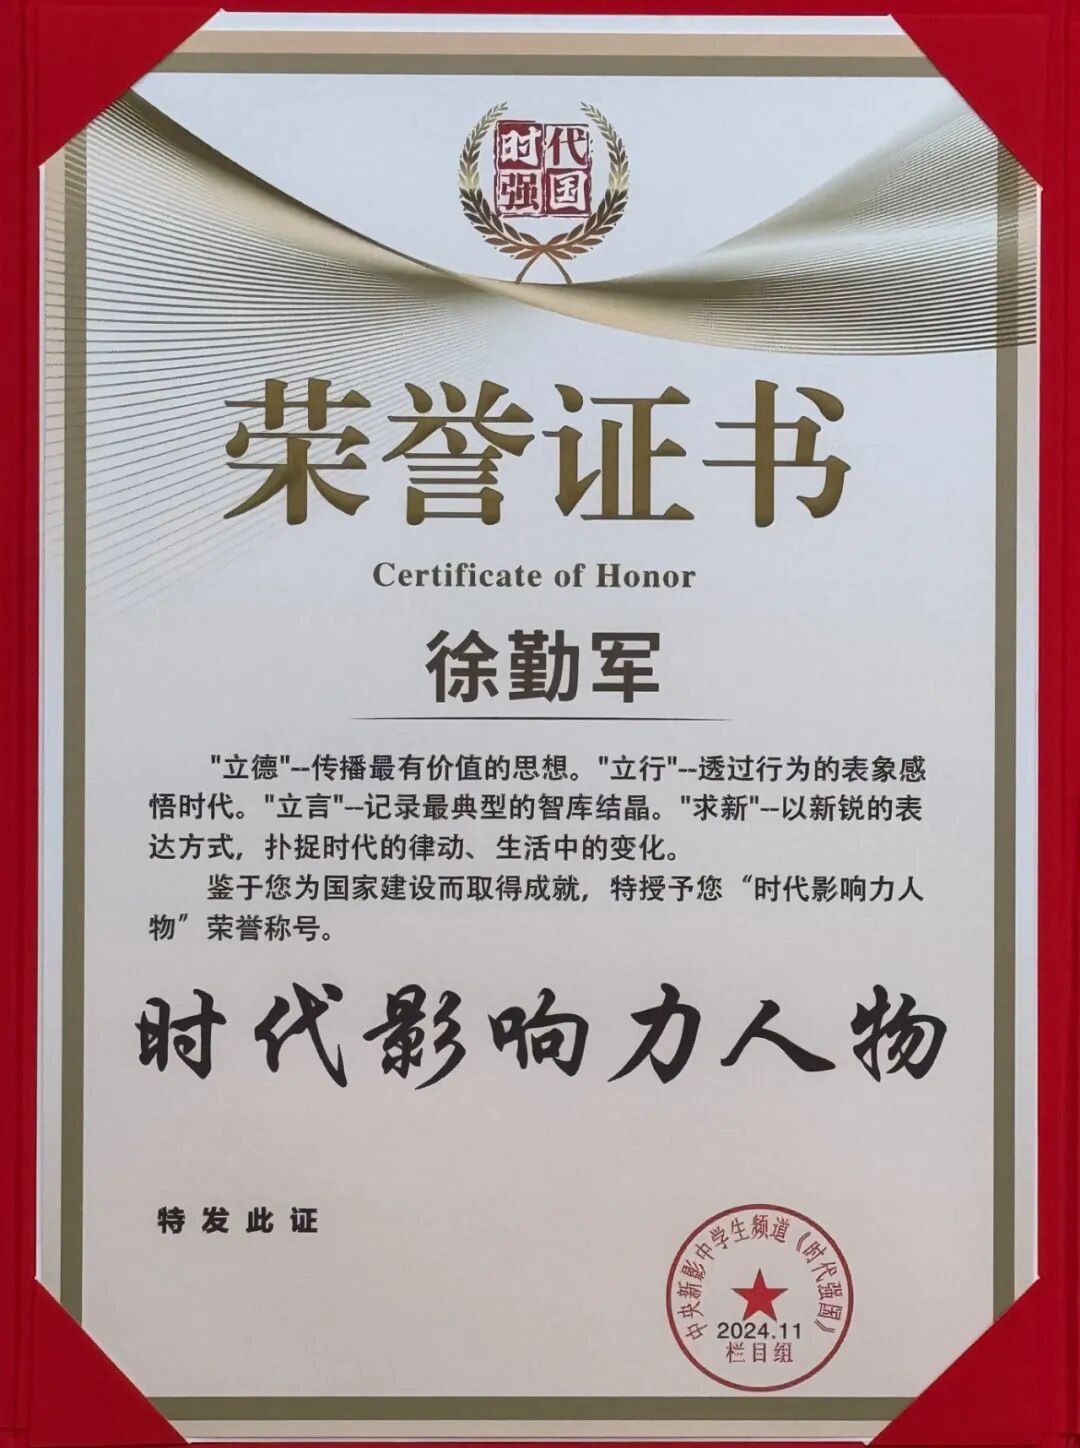 时代
强国
荣誉证书
Certificate of Honor
徐勤军
"立德"--传播最有价值的思想。"立行"--透过行为的表象感
悟时代。"立言"--记录最典型的智库结晶。"求新"--以新锐的表
达方式，扑捉时代的律动、生活中的变化。
鉴于您为国家建设而取得成就，特授予您“时代影响力人
物”荣誉称号。
时代影响力人物
特发此证
中央新影中学生频道《时代强国》
2024.11
栏目组